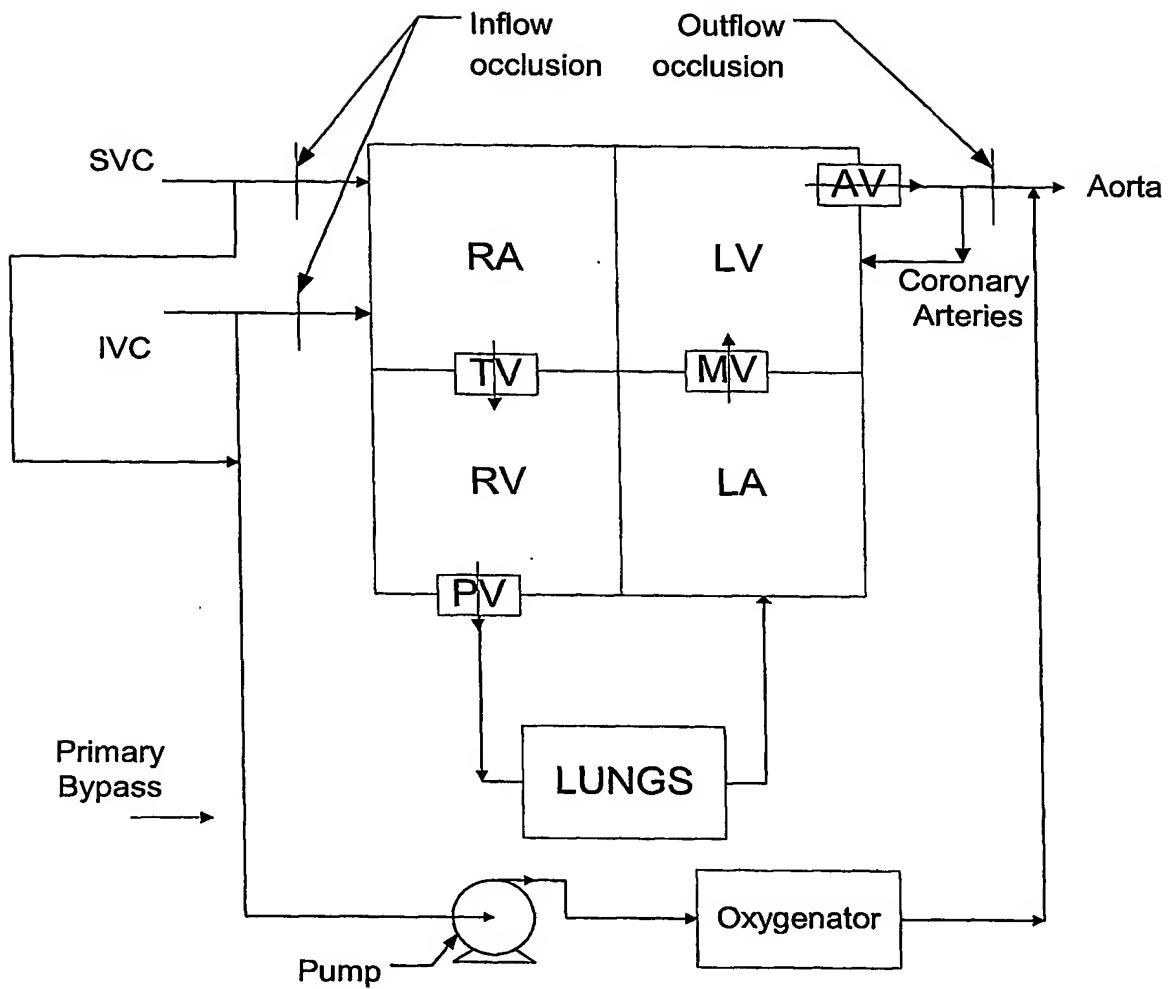 Inflow
occlusion
Outflow
occlusion
SVC
AV
Aorta
RA
LV
Coronary
Arteries
IVC
TV
MV
RV
LA
PV
Primary
Bypass
LUNGS
Oxygenator
Pump